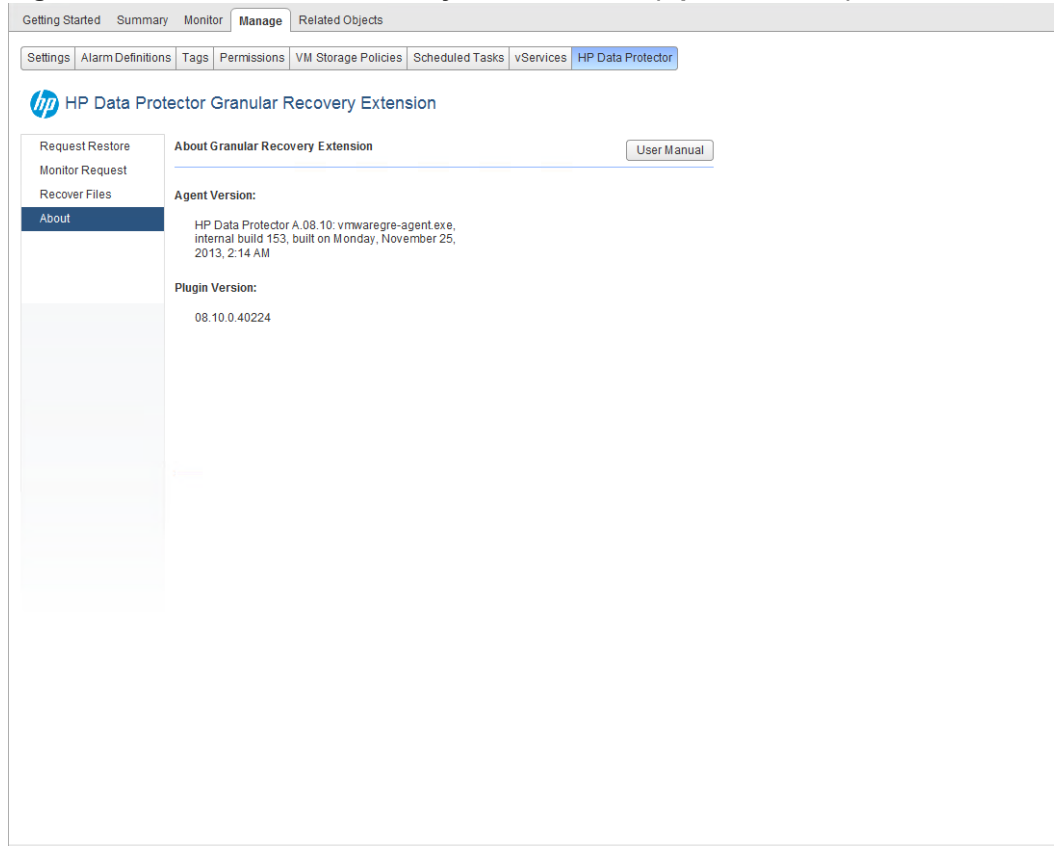 Getting Started Summary Monitor Manage Related Objects
Settings Alarm Definitions Tags Permissions VM Storage Policies Scheduled Tasks vServices HP Data Protector
hp HP Data Protector Granular Recovery Extension
Request Restore
Monitor Request
Recover Files
About
About Granular Recovery Extension
User Manual
Agent Version:
HP Data Protector A.08.10: vmwaregre-agent.exe,
internal build 153, built on Monday, November 25,
2013, 2:14 AM
Plugin Version:
08.10.0.40224